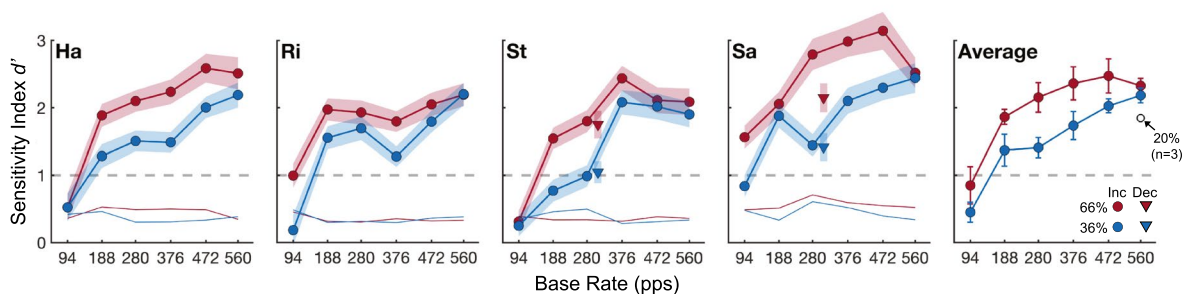 Ha
Ri
St
Sa
Average
3
2
1
0
Sensitivity Index d'
20%
(n=3)
Inc Dec
66%
36%
94 188 280 376 472 560
94 188 280 376 472 560
94 188 280 376 472 560
94 188 280 376 472 560
94 188 280 376 472 560
Base Rate (pps)